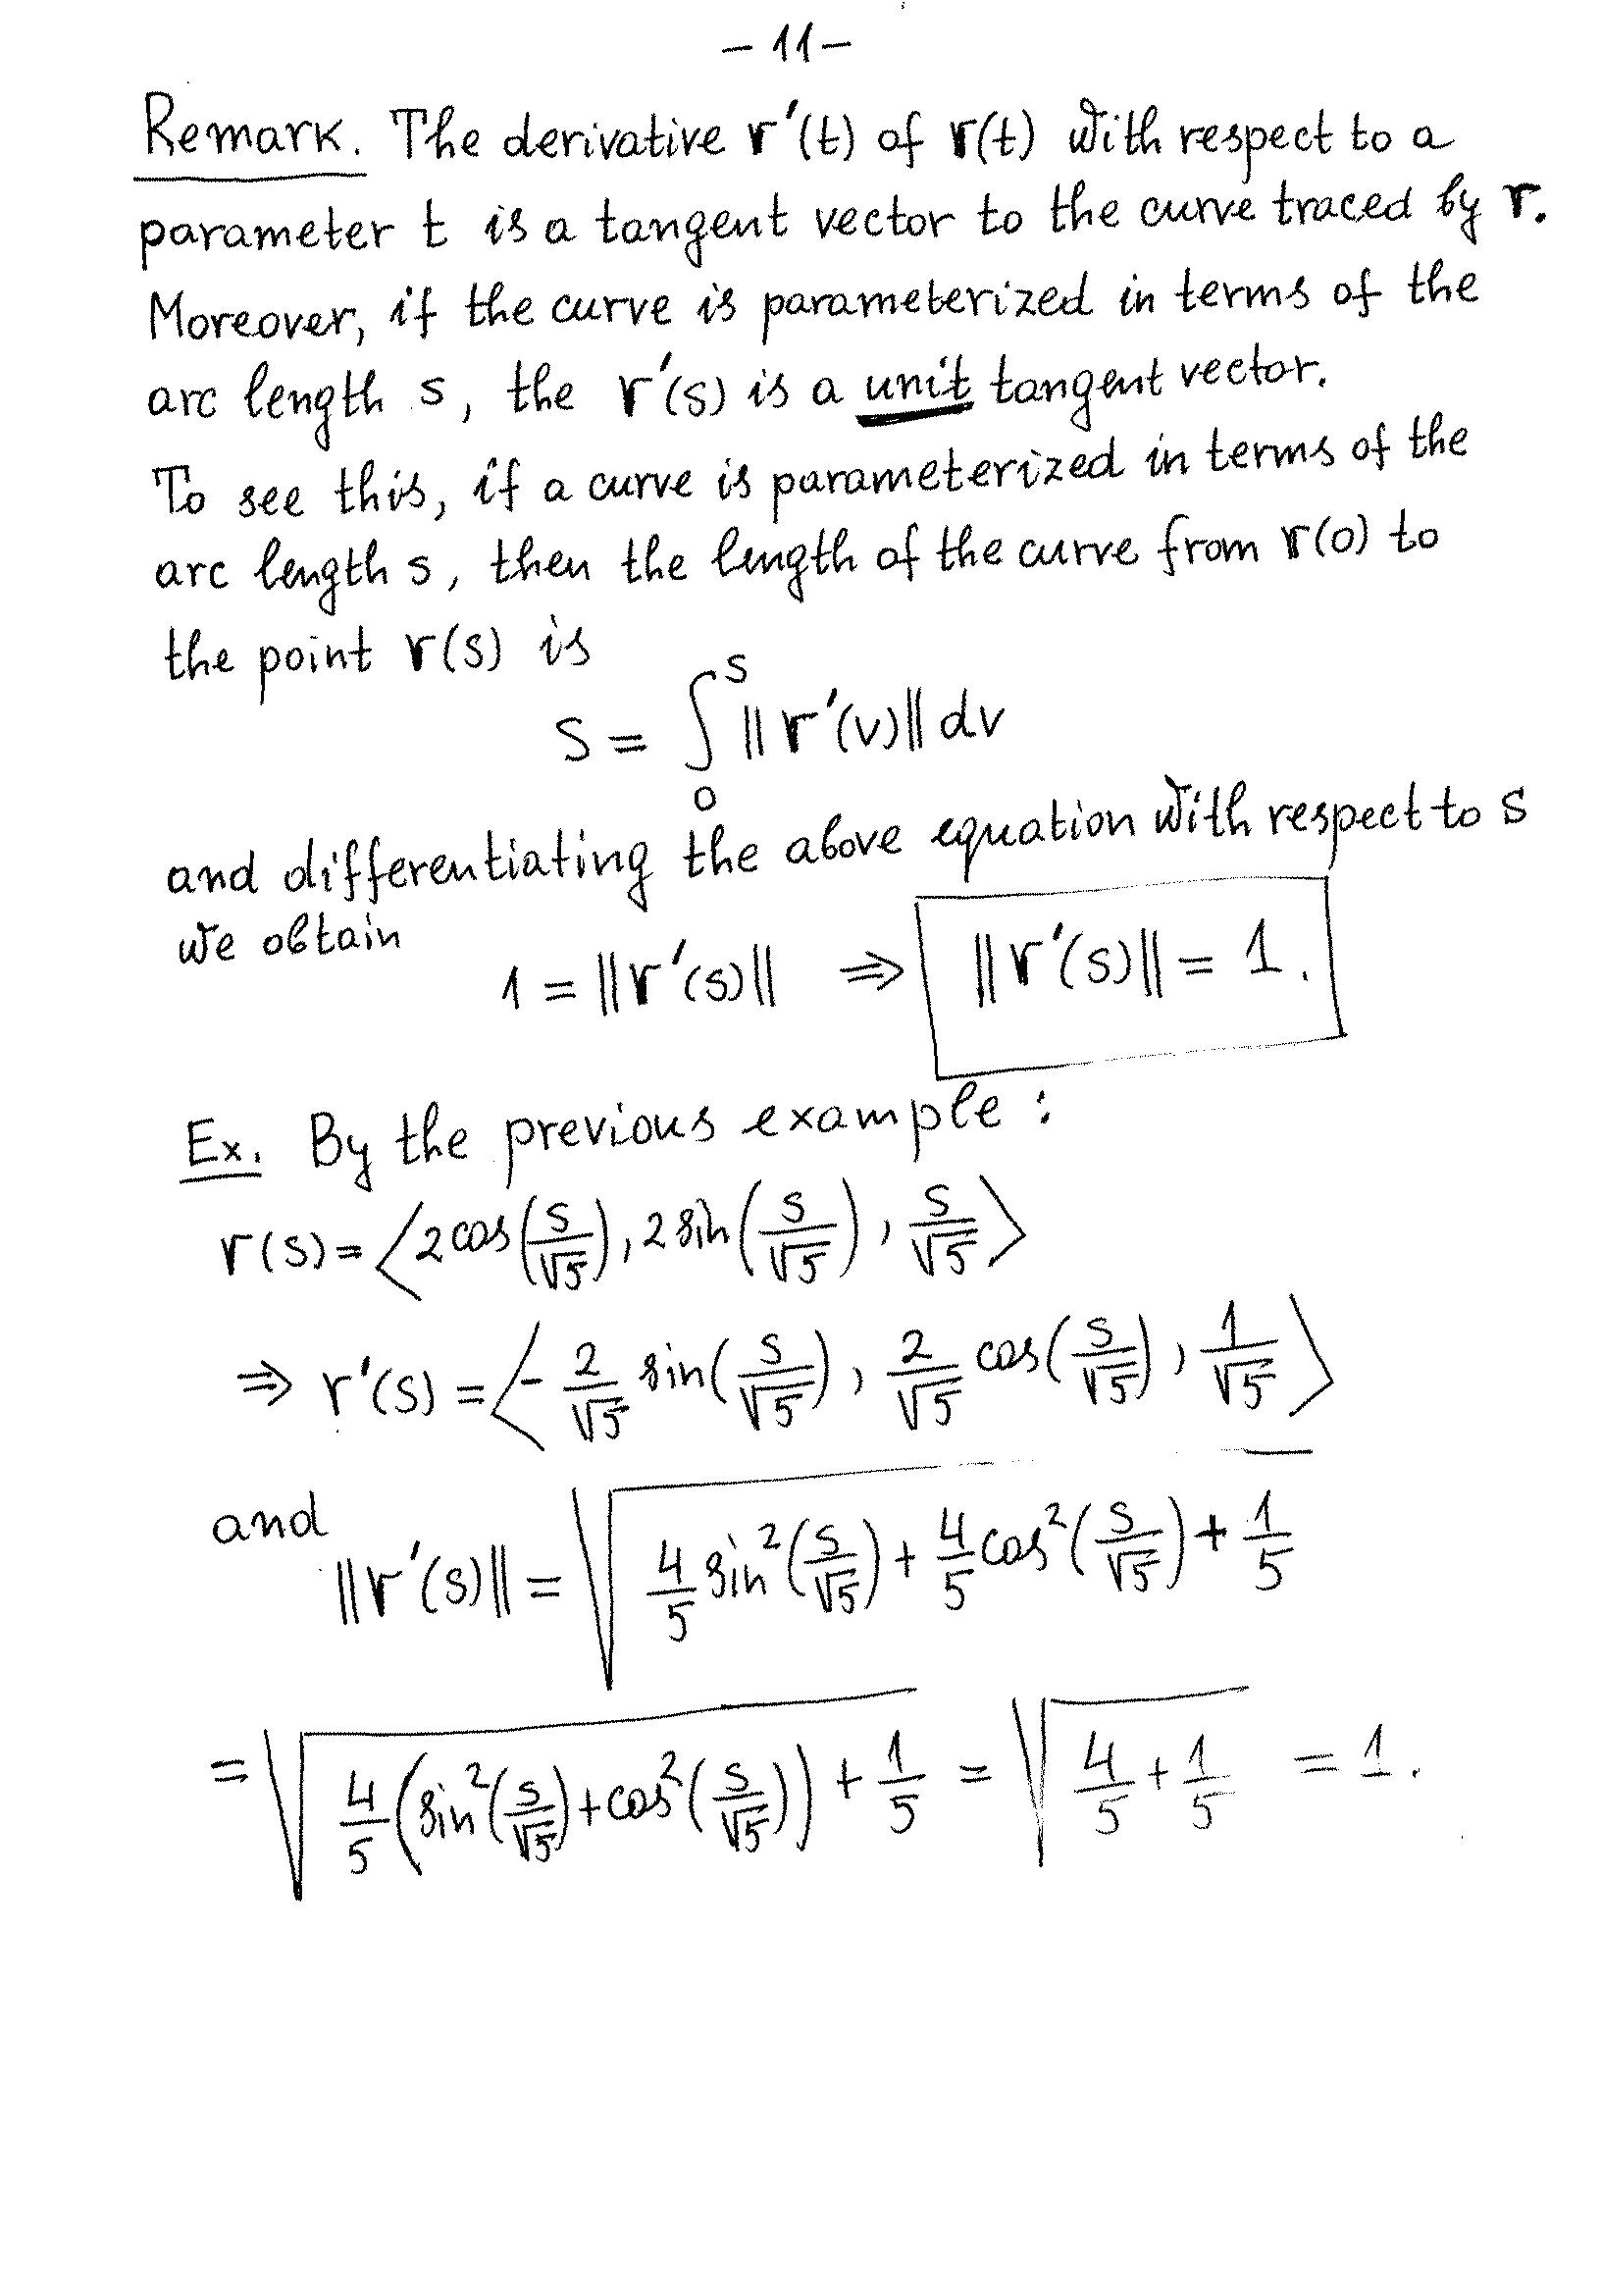 - 11 -
Remark. The derivative r'(t) of r(t) with respect to a
parameter t is a tangent vector to the curve traced by r.
Moreover, if the curve is parameterized in terms of the
arc length s, the r'(s) is a unit tangent vector.
To see this, if a curve is parameterized in terms of the
arc length s, then the length of the curve from r(0) to
the point r(s) is
S = ∫₀ˢ ||r'(v)|| dv
and differentiating the above equation with respect to s
we obtain
1 = ||r'(s)|| ⇒ ||r'(s)|| = 1.
Ex. By the previous example:
r(s) = ⟨2cos(s/√5), 2sin(s/√5), s/√5⟩
⇒ r'(s) = ⟨-2/√5 sin(s/√5), 2/√5 cos(s/√5), 1/√5⟩
and
||r'(s)|| = √(4/5 sin²(s/√5) + 4/5 cos²(s/√5) + 1/5)
= √(4/5 (sin²(s/√5) + cos²(s/√5)) + 1/5) = √(4/5 + 1/5) = 1.